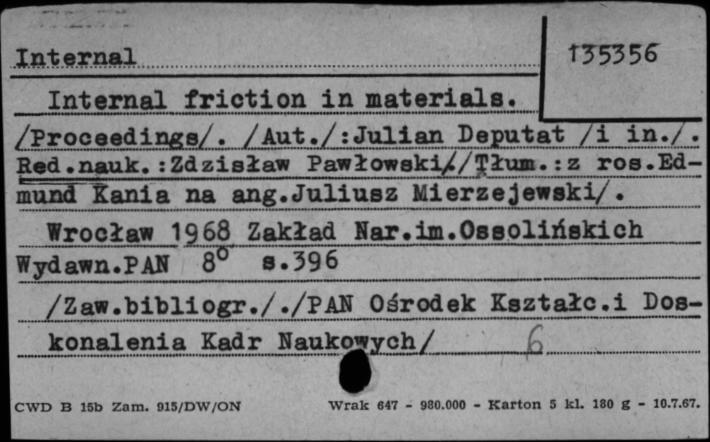 Internal
135356
Internal friction in materials.
/Proceedings/. /Aut./:Julian Deputat /i in./.
Red.nauk.:Zdzisław Pawłowski//Tłum.:z ros.Ed-
mund Kania na ang.Juliusz Mierzejewski/.
Wrocław 1968 Zakład Nar.im.Ossolińskich
Wydawn.PAN 8° s.396
/Zaw.bibliogr././PAN Ośrodek Kształc.i Dos-
konalenia Kadr Naukowych/ 6
CWD B 15b Zam. 915/DW/ON Wrak 647 - 980.000 - Karton 5 kl. 180 g - 10.7.67.